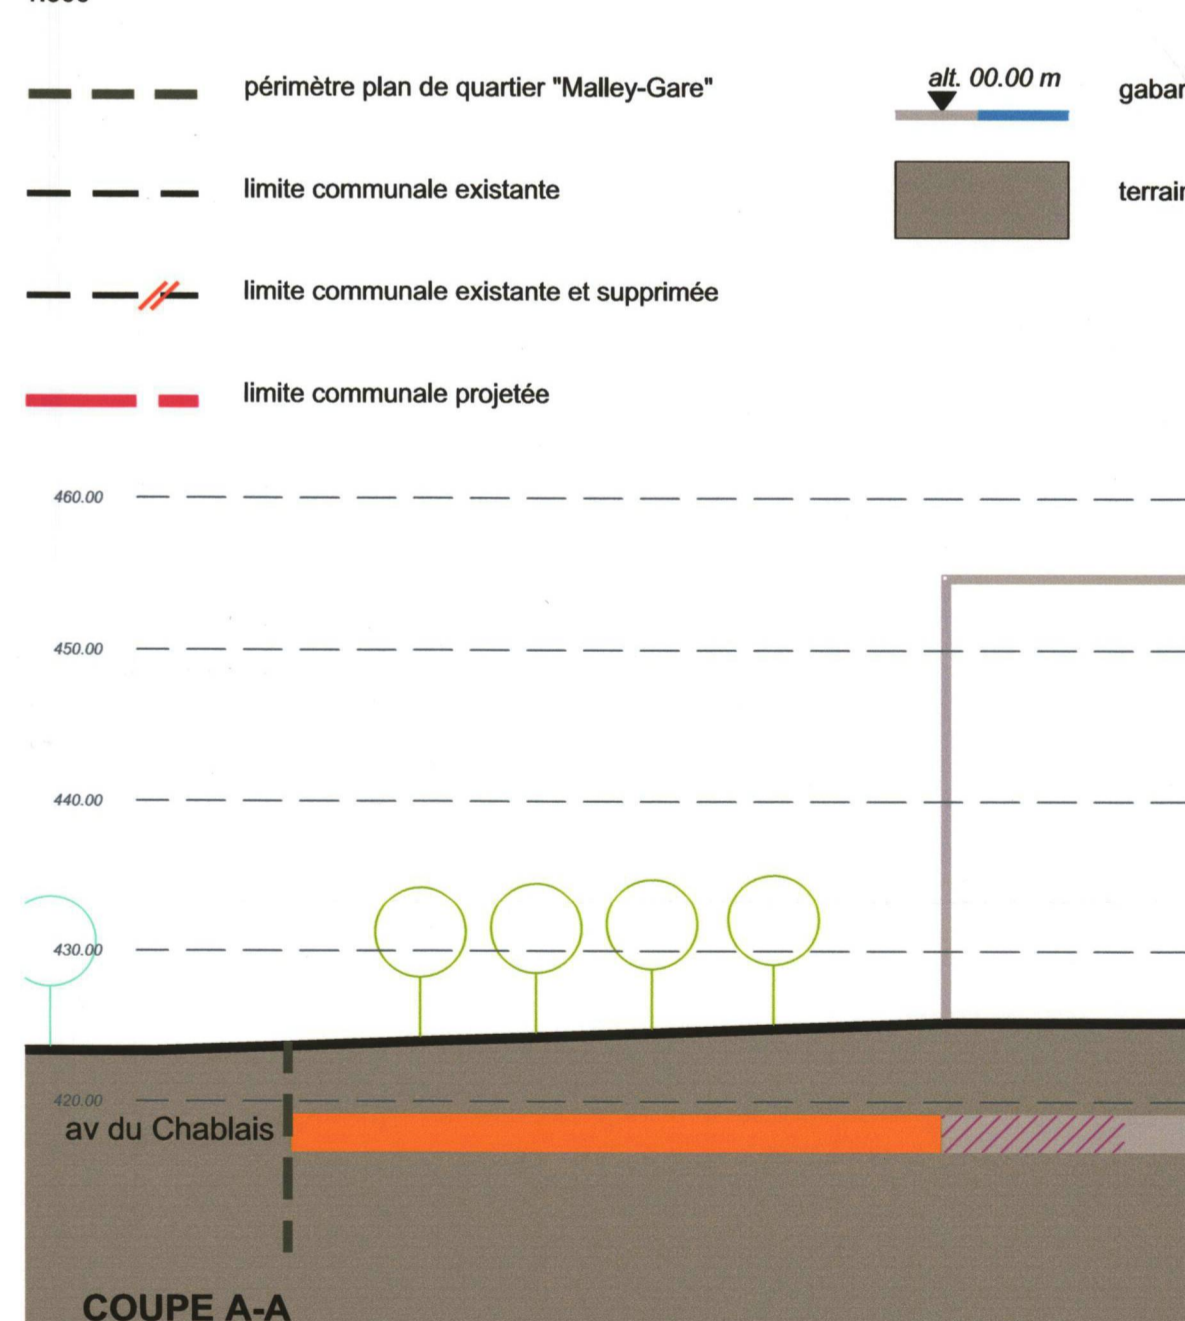 périmètre plan de quartier "Malley-Gare"
alt. 00.00 m
limite communale existante
limite communale existante et supprimée
limite communale projetée
460.00
450.00
440.00
430.00
420.00
av du Chablais
COUPE A-A